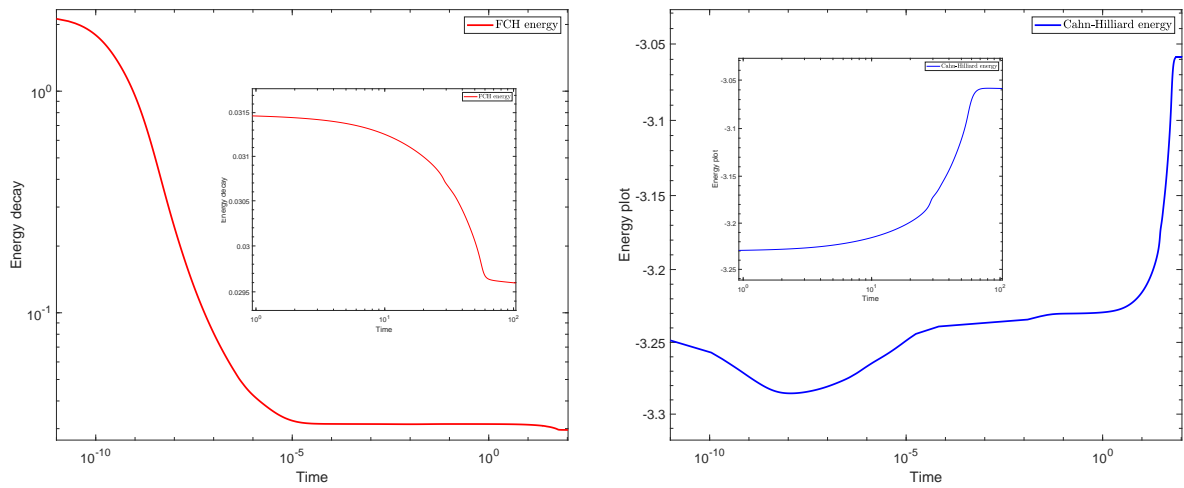 FCH energy
10^0
10^-1
Energy decay
10^-10
10^-5
10^0
Time
FCH energy
0.0315
0.031
0.0305
0.03
0.0295
Energy decay
10^0
10^1
10^2
Time
Cahn-Hilliard energy
-3.05
-3.1
-3.15
-3.2
-3.25
-3.3
Energy plot
10^-10
10^-5
10^0
Time
Cahn-Hilliard energy
-3.05
-3.1
-3.15
-3.2
-3.25
Energy plot
10^0
10^1
10^2
Time